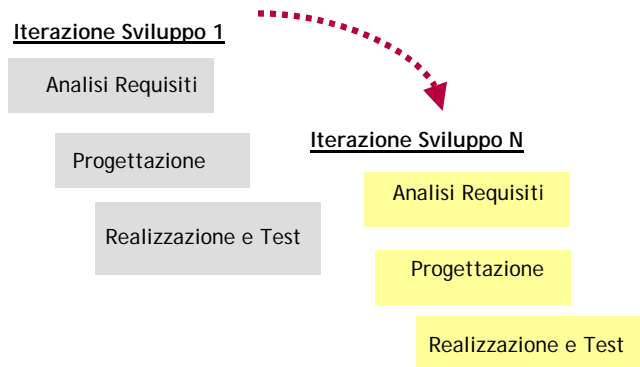 Iterazione Sviluppo 1
Analisi Requisiti
Progettazione
Realizzazione e Test
Iterazione Sviluppo N
Analisi Requisiti
Progettazione
Realizzazione e Test